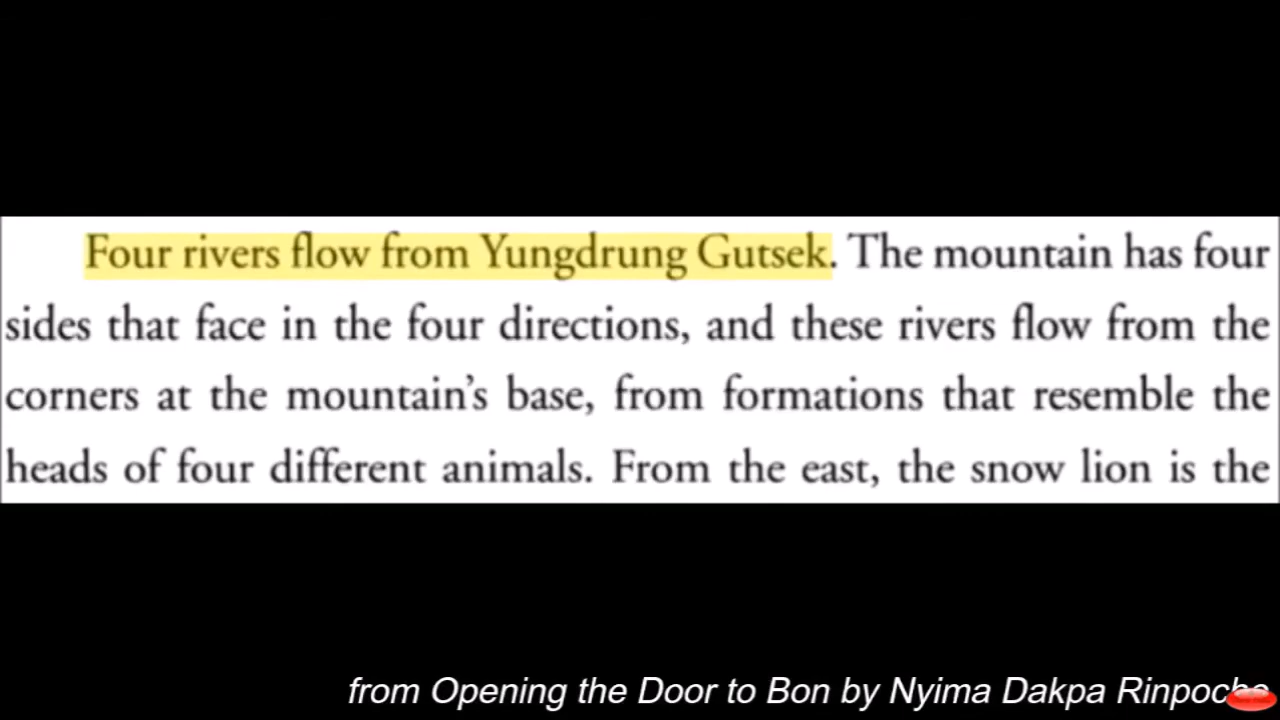 Four rivers flow from Yungdrung Gutsek. The mountain has four
sides that face in the four directions, and these rivers flow from the
corners at the mountain's base, from formations that resemble the
heads of four different animals. From the east, the snow lion is the
from Opening the Door to Bon by Nyima Dakpa Rinpoche